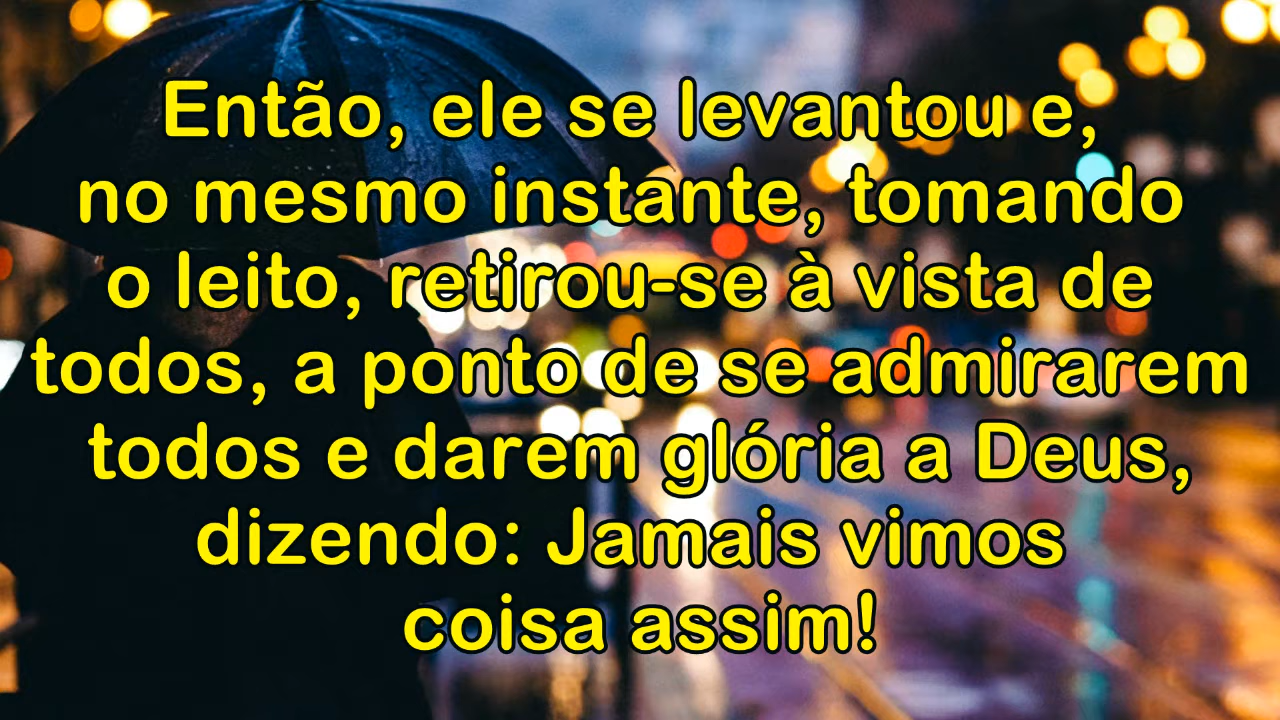 Então, ele se levantou e,
no mesmo instante, tomando
o leito, retirou-se à vista de
todos, a ponto de se admirarem
todos e darem glória a Deus,
dizendo: Jamais vimos
coisa assim!